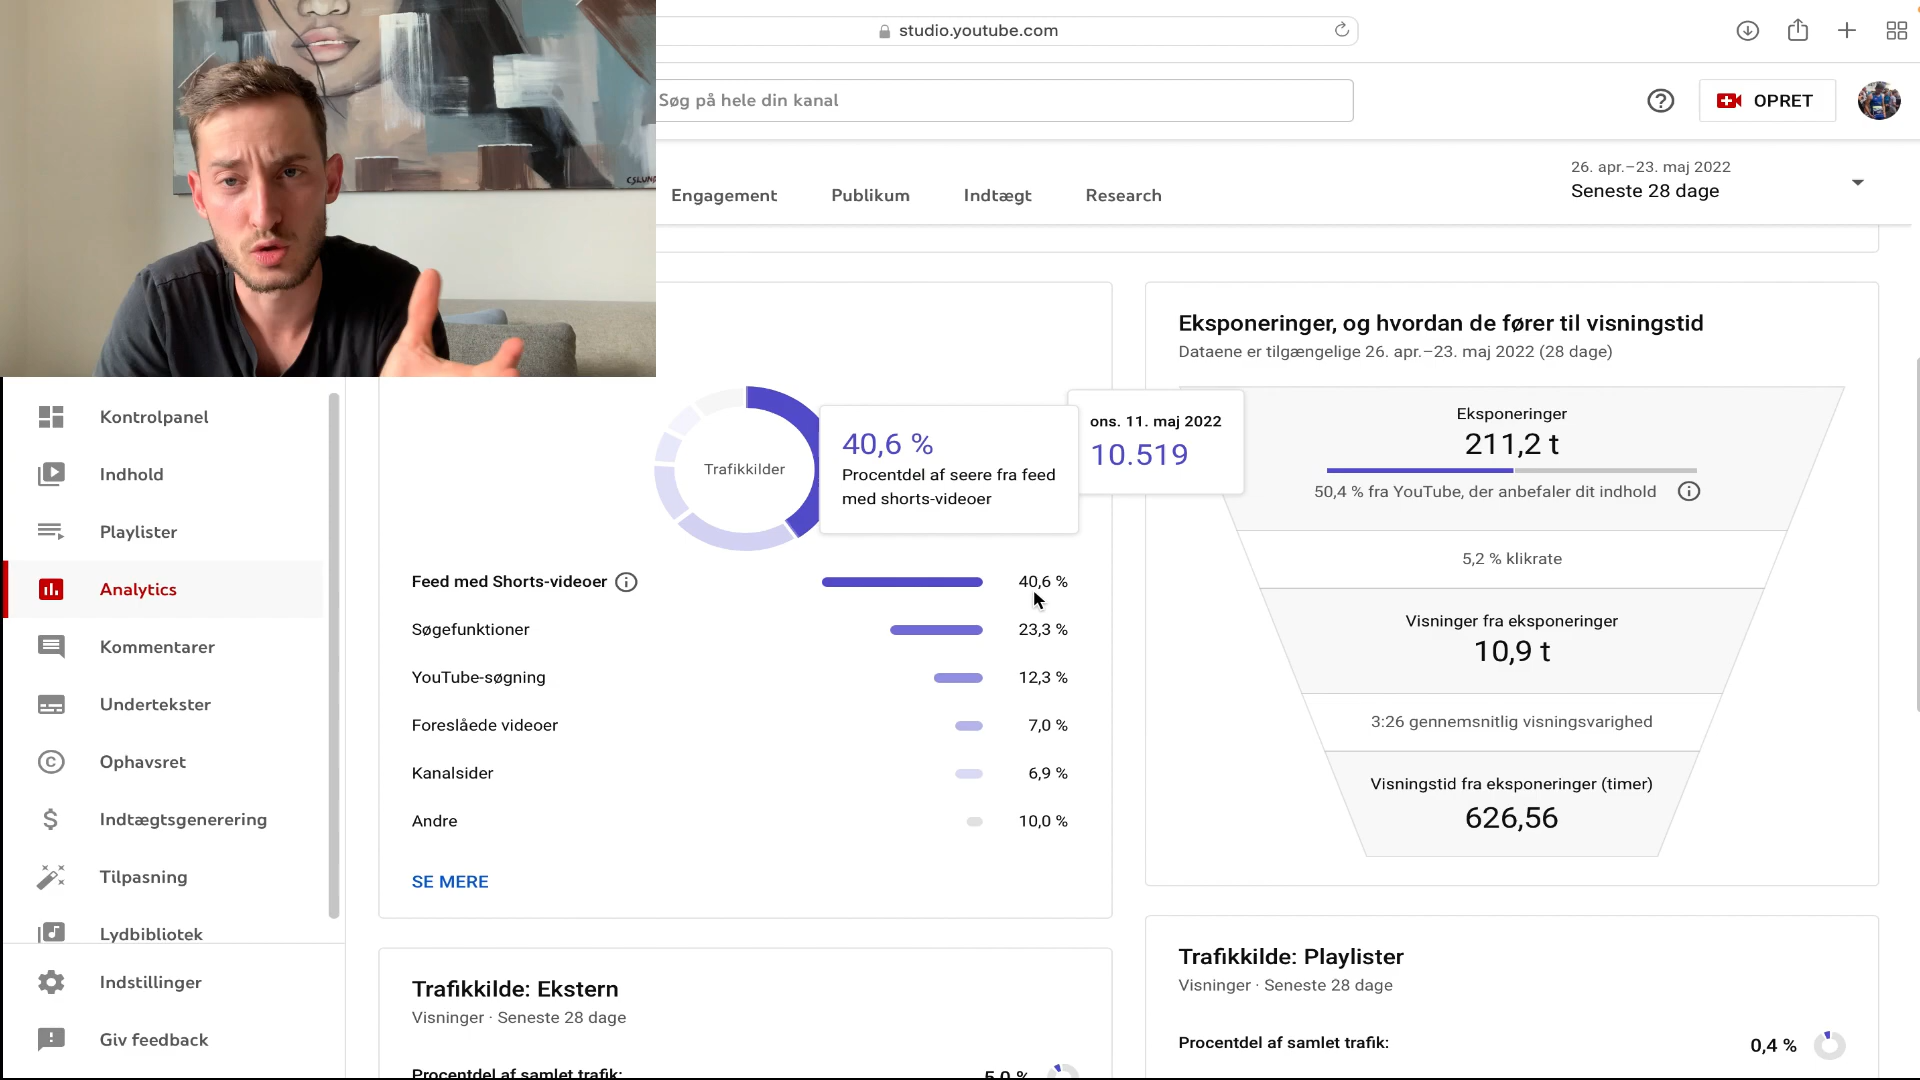 studio.youtube.com
Søg på hele din kanal
OPRET
CSLUND
Engagement
Publikum
Indtægt
Research
26. apr.–23. maj 2022
Seneste 28 dage
Kontrolpanel
Indhold
Playlister
Analytics
Kommentarer
Undertekster
Ophavsret
Indtægtsgenerering
Tilpasning
Lydbibliotek
Indstillinger
Giv feedback
Trafikkilder
40,6 %
Procentdel af seere fra feed
med shorts-videoer
ons. 11. maj 2022
10.519
Feed med Shorts-videoer 40,6 %
Søgefunktioner 23,3 %
YouTube-søgning 12,3 %
Foreslåede videoer 7,0 %
Kanalsider 6,9 %
Andre 10,0 %
SE MERE
Eksponeringer, og hvordan de fører til visningstid
Dataene er tilgængelige 26. apr.–23. maj 2022 (28 dage)
Eksponeringer
211,2 t
50,4 % fra YouTube, der anbefaler dit indhold
5,2 % klikrate
Visninger fra eksponeringer
10,9 t
3:26 gennemsnitlig visningsvarighed
Visningstid fra eksponeringer (timer)
626,56
Trafikkilde: Ekstern
Visninger · Seneste 28 dage
Procentdel af samlet trafik: 5,0 %
Trafikkilde: Playlister
Visninger · Seneste 28 dage
Procentdel af samlet trafik: 0,4 %